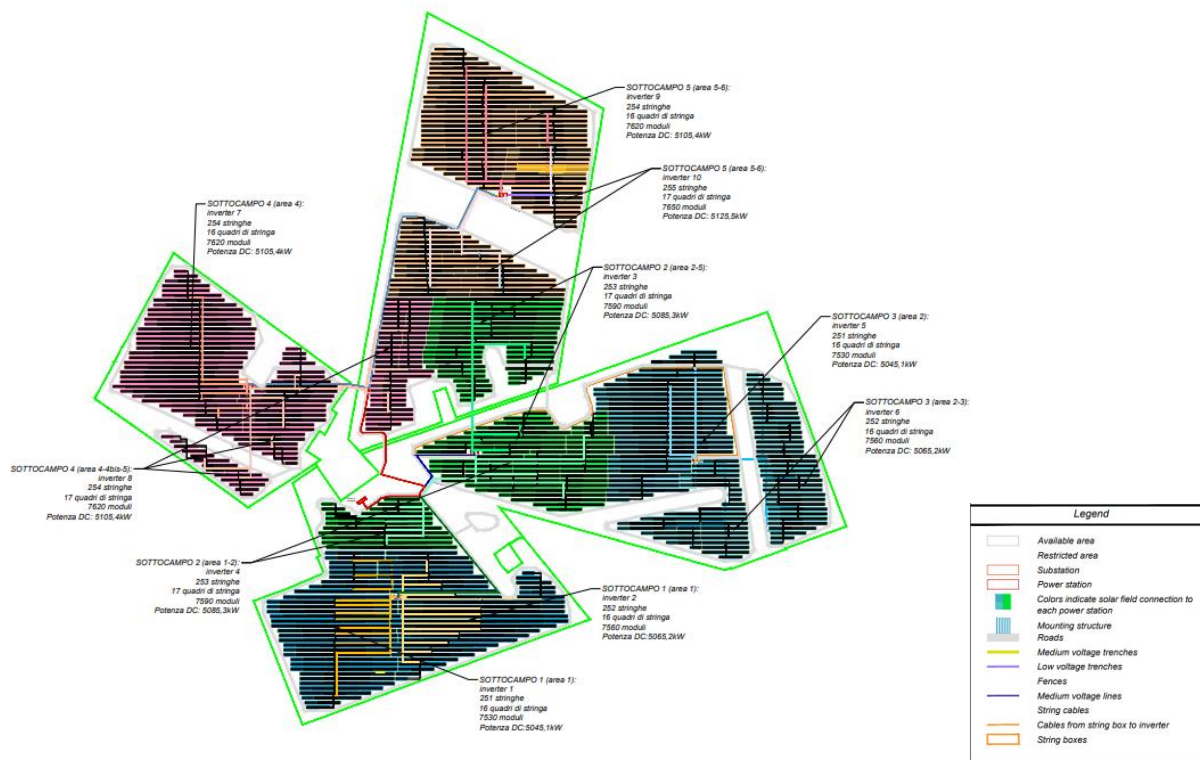 SOTTOCAMPO 5 (area 5-6):
inverter 9
254 stringhe
16 quadri di stringa
7620 moduli
Potenza DC: 5105,4kW
SOTTOCAMPO 5 (area 5-6):
inverter 10
255 stringhe
17 quadri di stringa
7650 moduli
Potenza DC: 5125,5kW
SOTTOCAMPO 4 (area 4):
inverter 7
254 stringhe
16 quadri di stringa
7620 moduli
Potenza DC: 5105,4kW
SOTTOCAMPO 2 (area 2-5):
inverter 3
253 stringhe
17 quadri di stringa
7590 moduli
Potenza DC: 5085,3kW
SOTTOCAMPO 3 (area 2):
inverter 5
251 stringhe
16 quadri di stringa
7530 moduli
Potenza DC: 5045,1kW
SOTTOCAMPO 3 (area 2-3):
inverter 6
252 stringhe
16 quadri di stringa
7560 moduli
Potenza DC: 5065,2kW
SOTTOCAMPO 4 (area 4-4bis-5):
inverter 8
254 stringhe
17 quadri di stringa
7620 moduli
Potenza DC: 5105,4kW
SOTTOCAMPO 2 (area 1-2):
inverter 4
253 stringhe
17 quadri di stringa
7590 moduli
Potenza DC: 5085,3kW
SOTTOCAMPO 1 (area 1):
inverter 2
252 stringhe
16 quadri di stringa
7560 moduli
Potenza DC:5065,2kW
SOTTOCAMPO 1 (area 1):
inverter 1
251 stringhe
16 quadri di stringa
7530 moduli
Potenza DC:5045,1kW
Legend
Available area
Restricted area
Substation
Power station
Colors indicate solar field connection to
each power station
Mounting structure
Roads
Medium voltage trenches
Low voltage trenches
Fences
Medium voltage lines
String cables
Cables from string box to inverter
String boxes